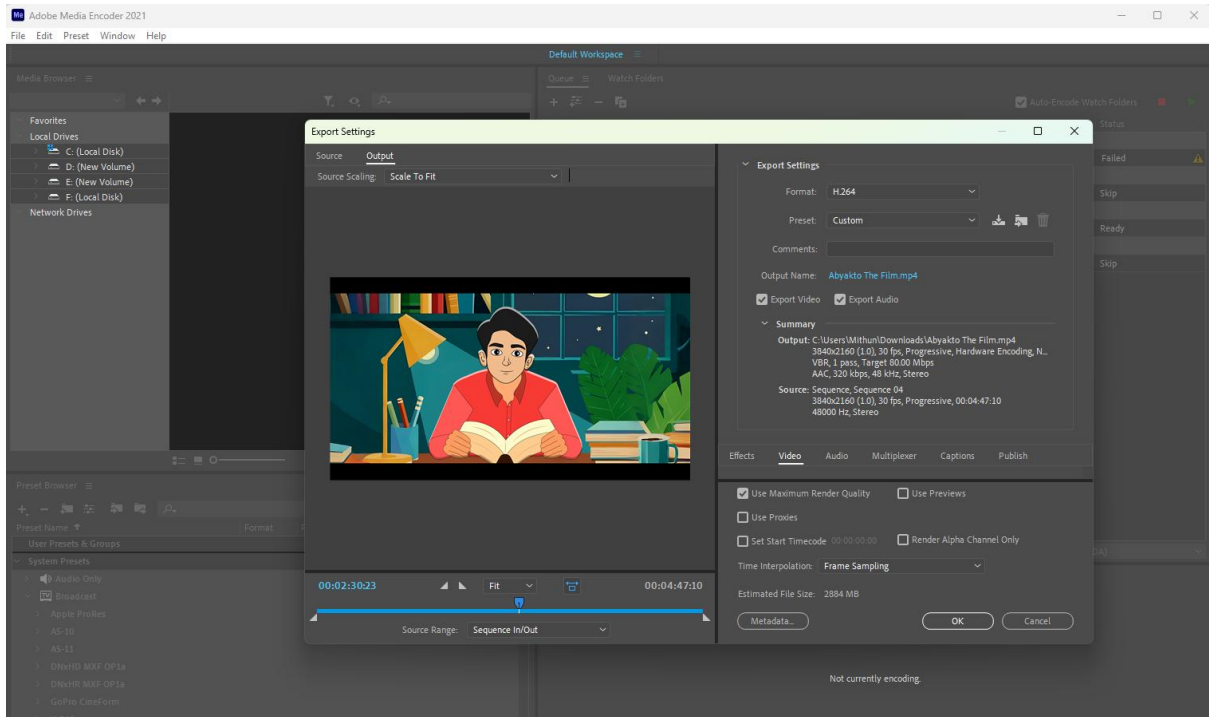 Me Adobe Media Encoder 2021
File Edit Preset Window Help
Default Workspace
Media Browser
Favorites
Local Drives
C: (Local Disk)
D: (New Volume)
E: (New Volume)
F: (Local Disk)
Network Drives
Queue Watch Folders
Auto-Encode Watch Folders
Status
Failed
Skip
Ready
Skip
Export Settings
Source Output
Source Scaling: Scale To Fit
00:02:30:23 Fit 00:04:47:10
Source Range: Sequence In/Out
Export Settings
Format: H.264
Preset: Custom
Comments:
Output Name: Abyakto The Film.mp4
Export Video Export Audio
Summary
Output: C:\Users\Mithun\Downloads\Abyakto The Film.mp4
3840x2160 (1.0), 30 fps, Progressive, Hardware Encoding, N...
VBR, 1 pass, Target 80.00 Mbps
AAC, 320 kbps, 48 kHz, Stereo
Source: Sequence, Sequence 04
3840x2160 (1.0), 30 fps, Progressive, 00:04:47:10
48000 Hz, Stereo
Effects Video Audio Multiplexer Captions Publish
Use Maximum Render Quality Use Previews
Use Proxies
Set Start Timecode 00:00:00:00 Render Alpha Channel Only
Time Interpolation: Frame Sampling
Estimated File Size: 2884 MB
Metadata... OK Cancel
Preset Browser
Preset Name Format
User Presets & Groups
System Presets
Audio Only
Broadcast
Apple ProRes
AS-10
AS-11
DNxHD MXF OP1a
DNxHR MXF OP1a
GoPro CineForm
Not currently encoding.